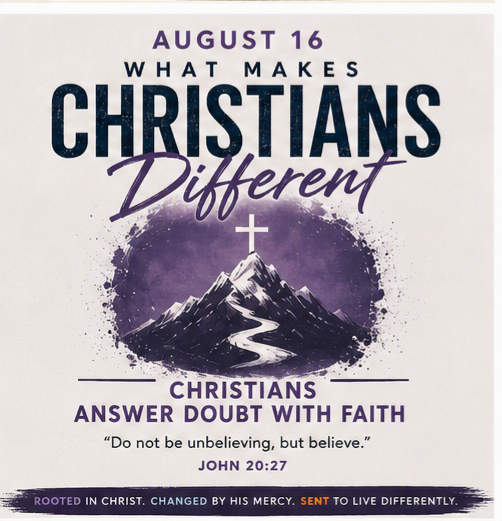 AUGUST 16
WHAT MAKES
CHRISTIANS
Different
CHRISTIANS
ANSWER DOUBT WITH FAITH
“Do not be unbelieving, but believe.”
JOHN 20:27
ROOTED IN CHRIST. CHANGED BY HIS MERCY. SENT TO LIVE DIFFERENTLY.